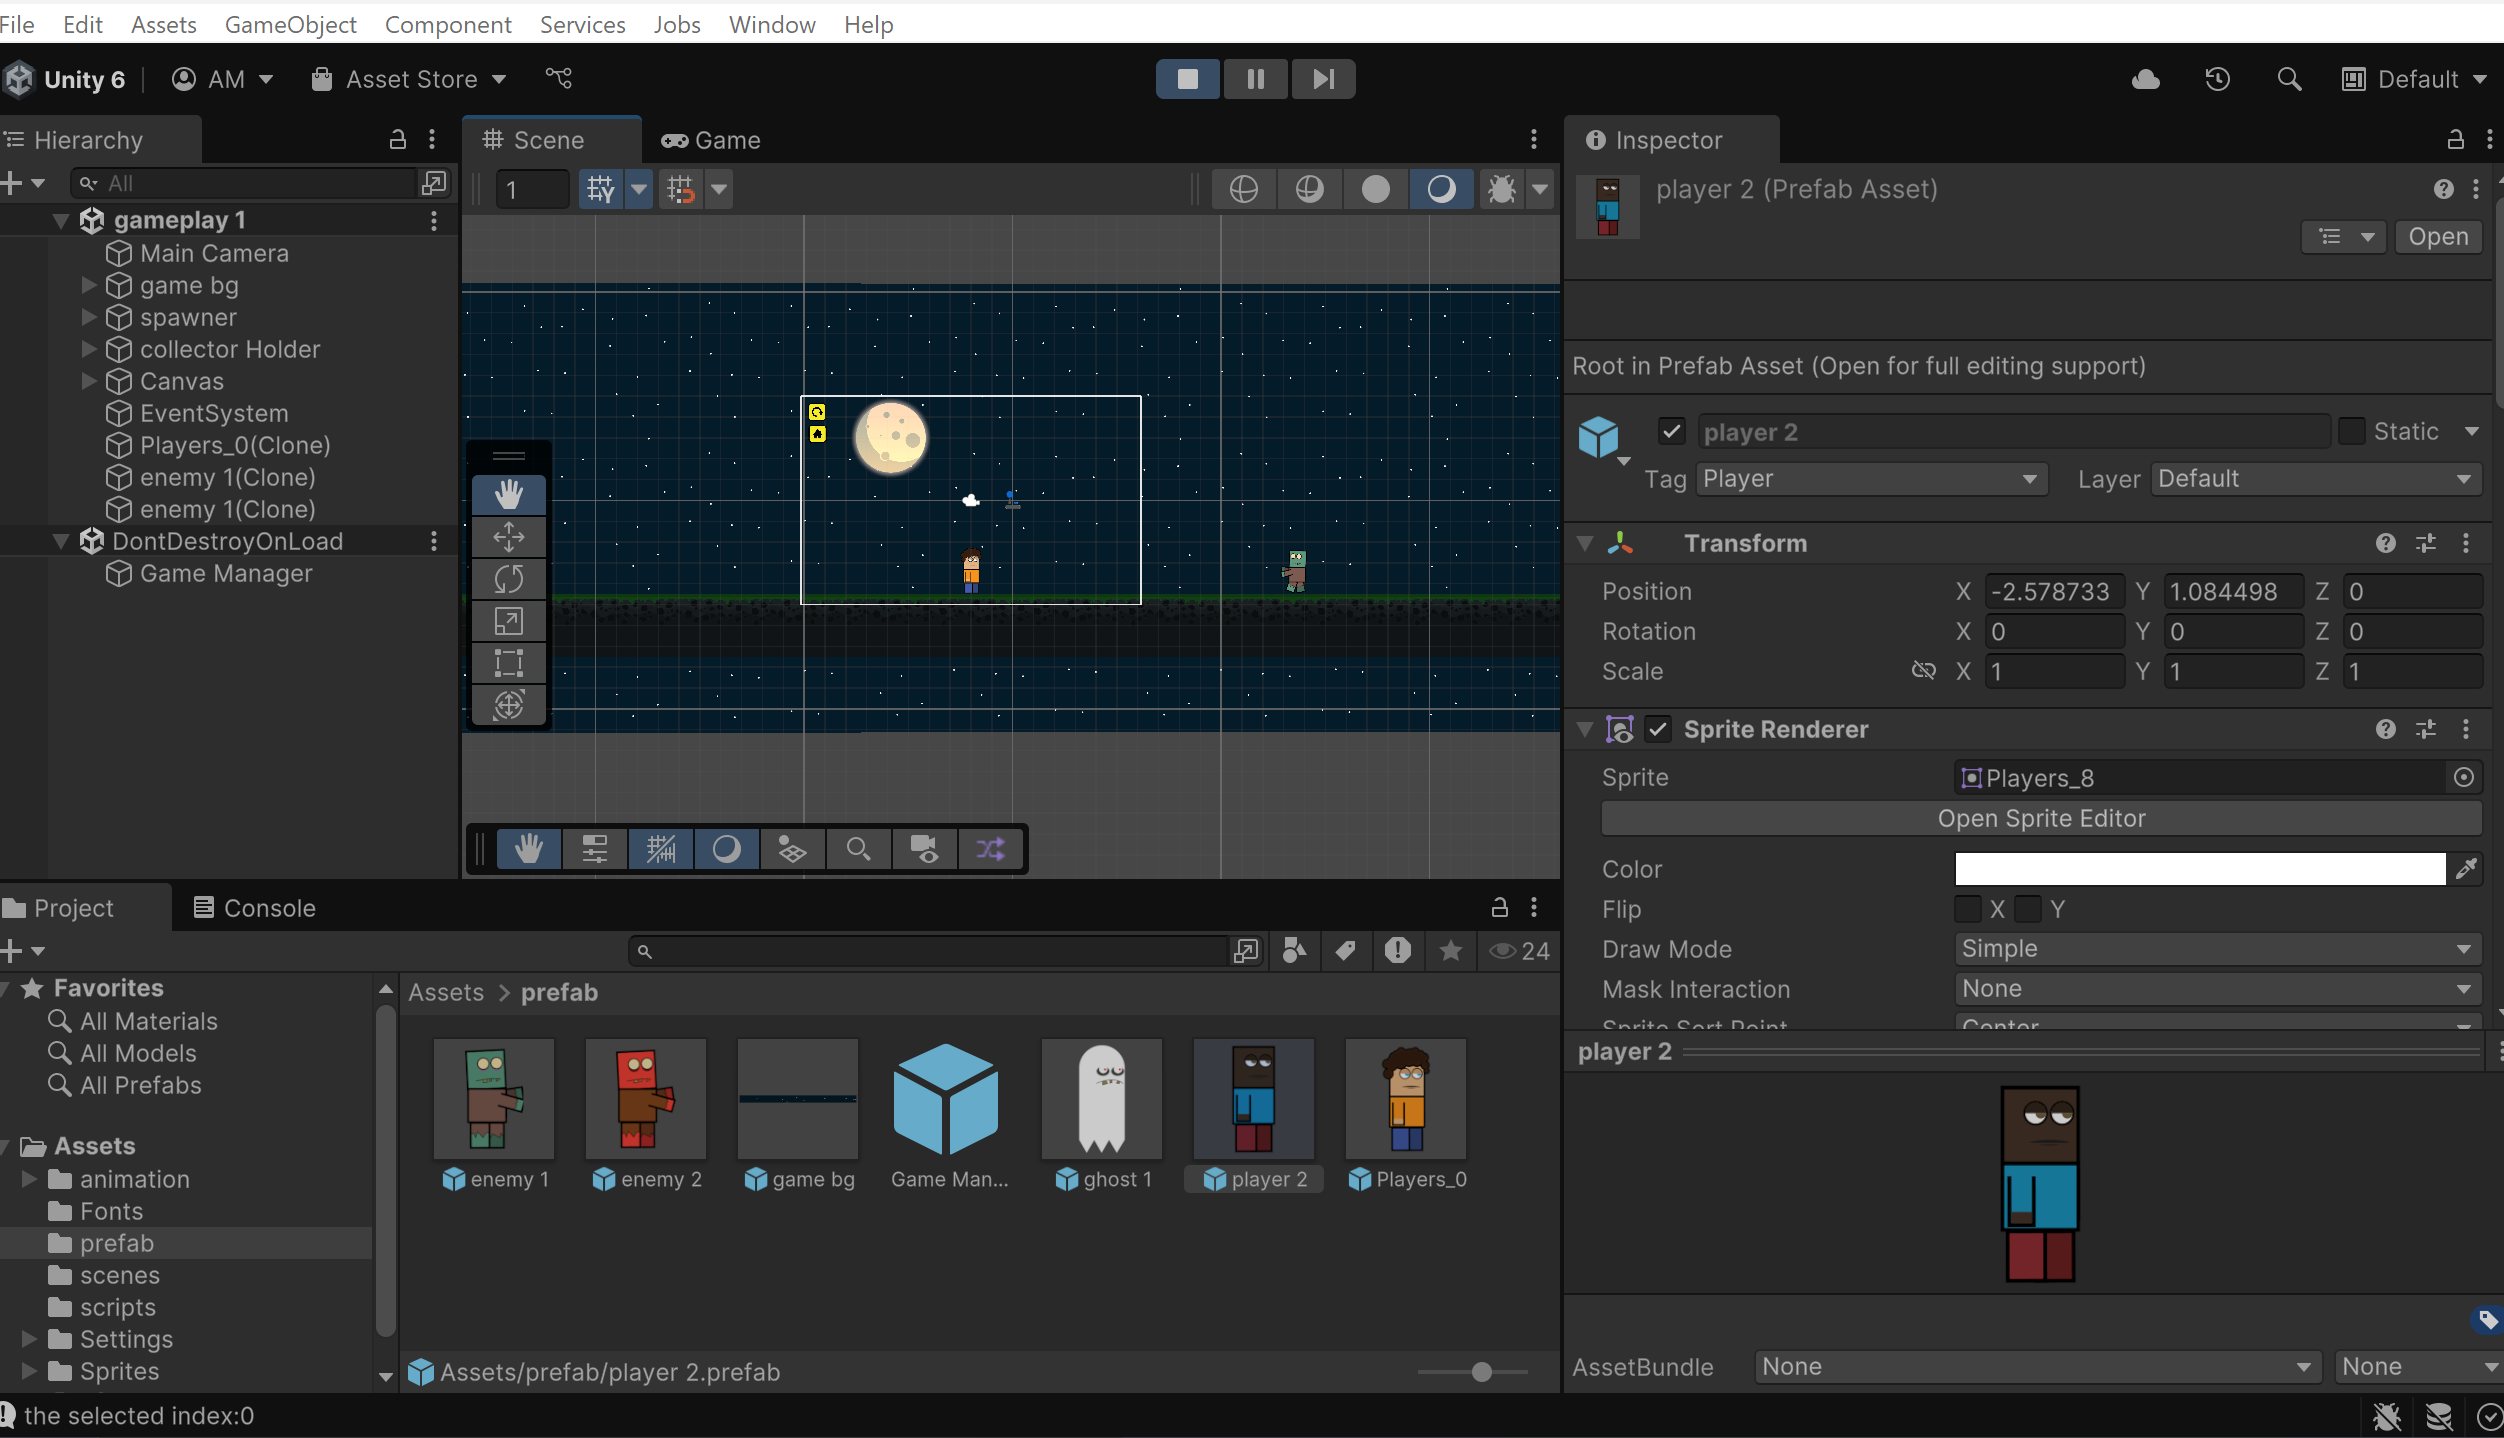 File Edit Assets GameObject Component Services Jobs Window Help
Unity 6 AM Asset Store Default
Hierarchy
All
gameplay 1
Main Camera
game bg
spawner
collector Holder
Canvas
EventSystem
Players_0(Clone)
enemy 1(Clone)
enemy 1(Clone)
DontDestroyOnLoad
Game Manager
Scene Game
1
Inspector
player 2 (Prefab Asset)
Open
Root in Prefab Asset (Open for full editing support)
player 2 Static
Tag Player Layer Default
Transform
Position X -2.578733 Y 1.084498 Z 0
Rotation X 0 Y 0 Z 0
Scale X 1 Y 1 Z 1
Sprite Renderer
Sprite Players_8
Open Sprite Editor
Color
Flip X Y
Draw Mode Simple
Mask Interaction None
Sprite Sort Point Center
player 2
AssetBundle None None
Project Console
24
Favorites
All Materials
All Models
All Prefabs
Assets
animation
Fonts
prefab
scenes
scripts
Settings
Sprites
Assets > prefab
enemy 1 enemy 2 game bg Game Man... ghost 1 player 2 Players_0
Assets/prefab/player 2.prefab
the selected index:0